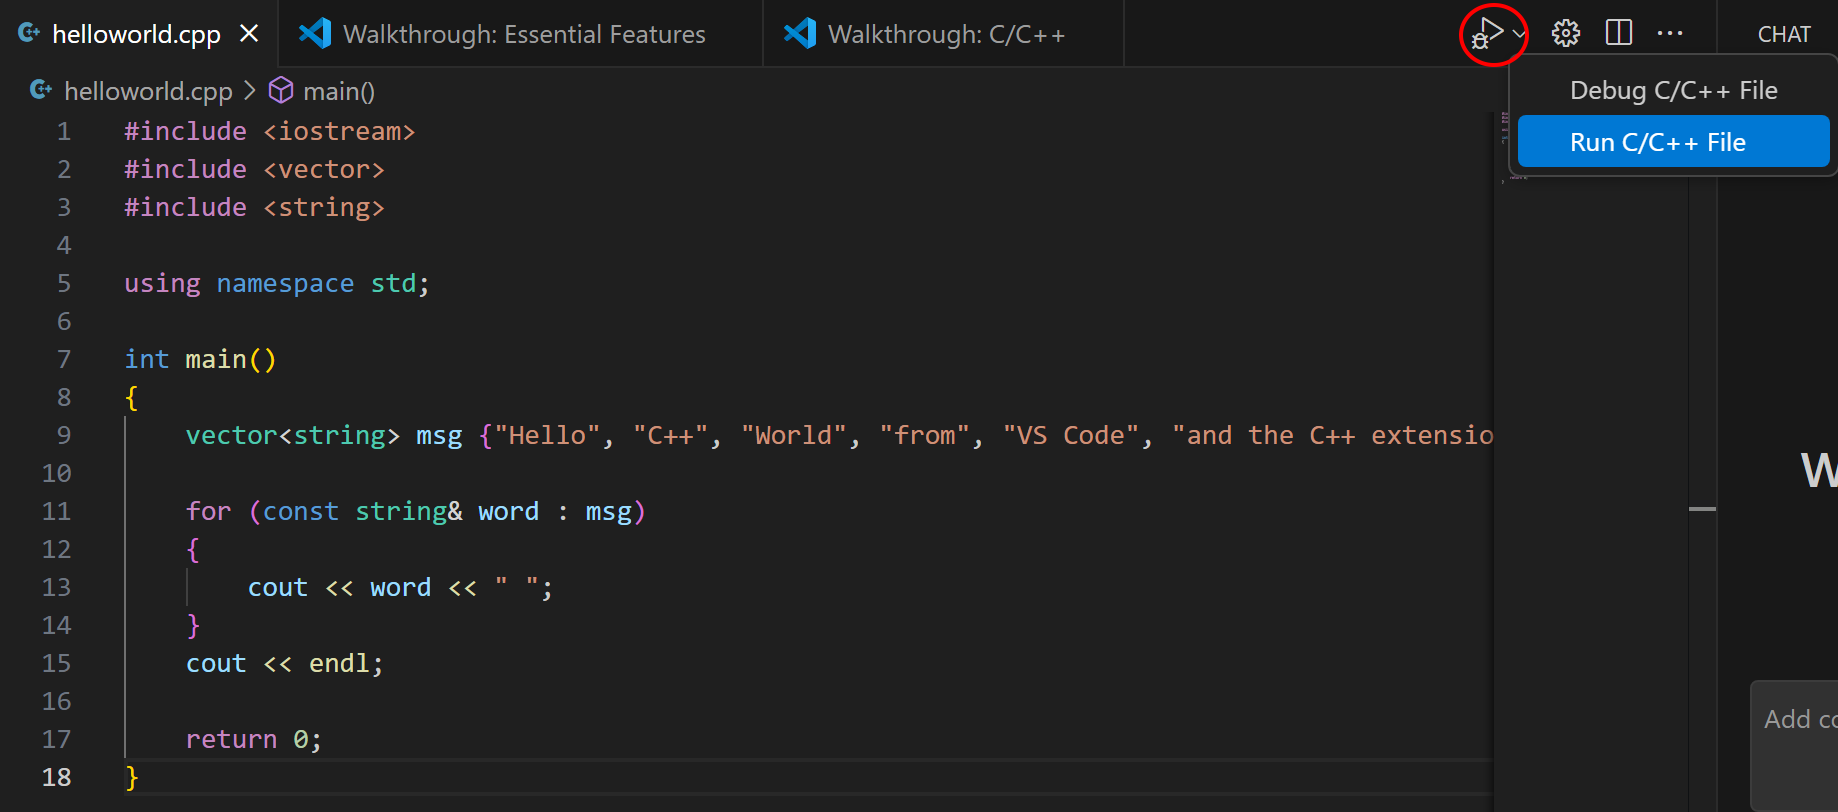 helloworld.cpp
Walkthrough: Essential Features
Walkthrough: C/C++
CHAT
helloworld.cpp > main()
Debug C/C++ File
Run C/C++ File
1 #include <iostream>
2 #include <vector>
3 #include <string>
4
5 using namespace std;
6
7 int main()
8 {
9 vector<string> msg {"Hello", "C++", "World", "from", "VS Code", "and the C++ extensio
10
11 for (const string& word : msg)
12 {
13 cout << word << " ";
14 }
15 cout << endl;
16
17 return 0;
18 }
W
Add co